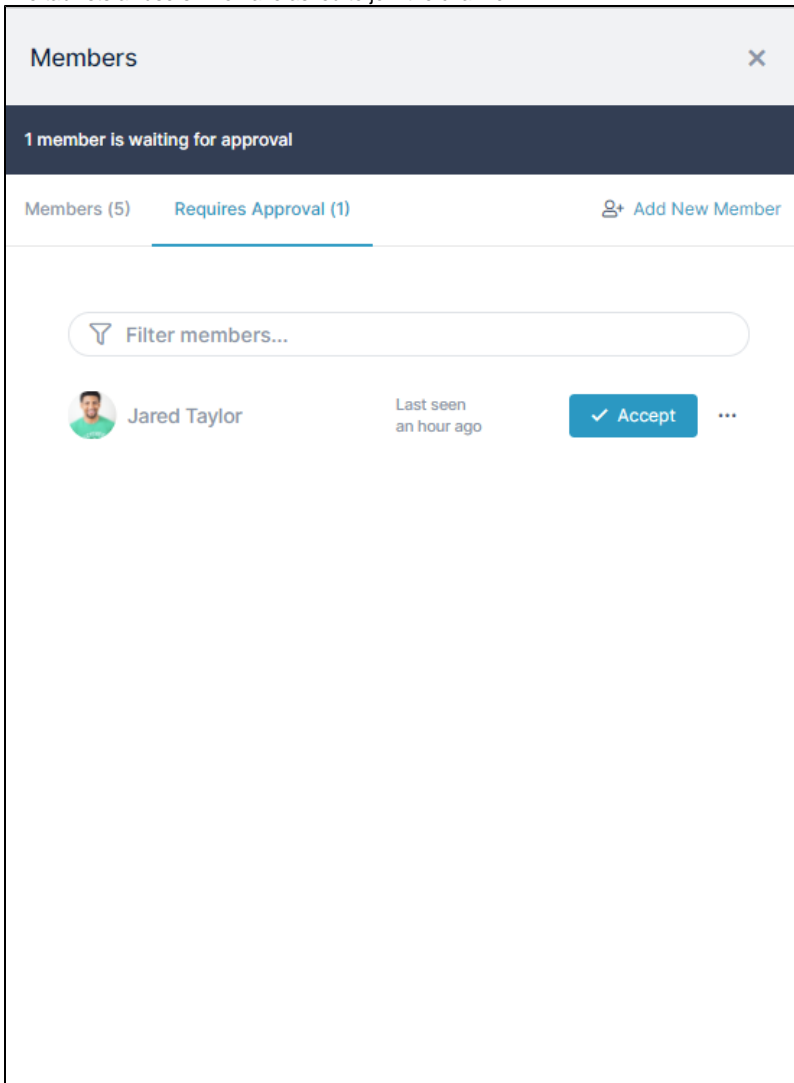 Members
1 member is waiting for approval
Members (5) Requires Approval (1) Add New Member
Filter members...
Jared Taylor Last seen an hour ago Accept ...